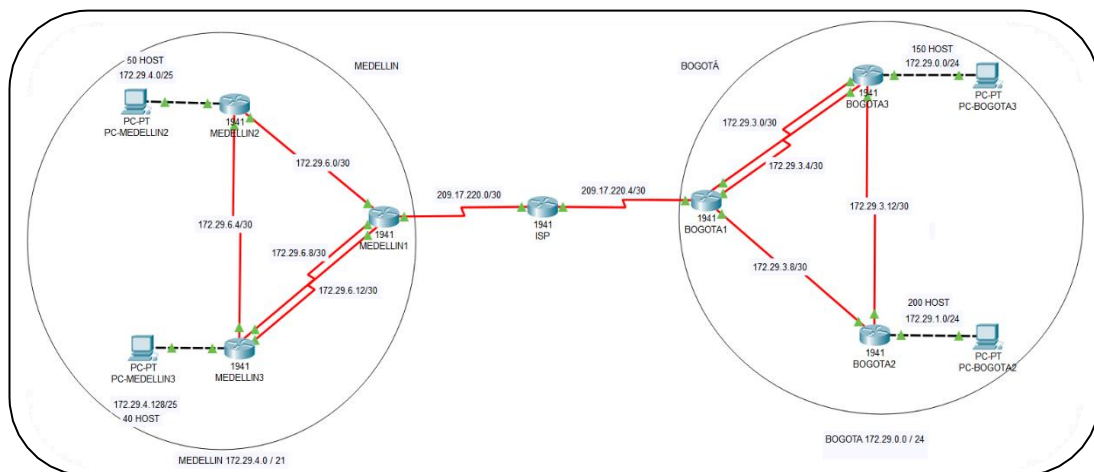 MEDELLIN
50 HOST
172.29.4.0/25
PC-PT
PC-MEDELLIN2
1941
MEDELLIN2
172.29.6.0/30
172.29.6.4/30
1941
MEDELLIN1
172.29.6.8/30
172.29.6.12/30
PC-PT
PC-MEDELLIN3
1941
MEDELLIN3
172.29.4.128/25
40 HOST
MEDELLIN 172.29.4.0 / 21
209.17.220.0/30
1941
ISP
209.17.220.4/30
BOGOTÁ
150 HOST
172.29.0.0/24
1941
BOGOTA3
PC-PT
PC-BOGOTA3
172.29.3.0/30
172.29.3.4/30
1941
BOGOTA1
172.29.3.12/30
172.29.3.8/30
200 HOST
172.29.1.0/24
1941
BOGOTA2
PC-PT
PC-BOGOTA2
BOGOTA 172.29.0.0 / 24